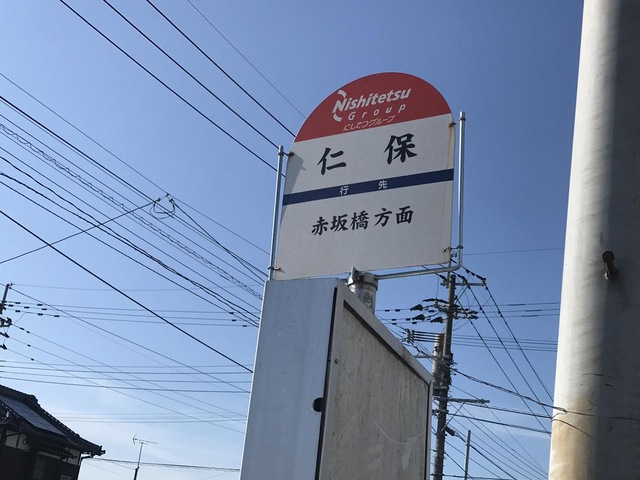 Nishitetsu
Group
にしてつグループ
仁保
行先
赤坂橋方面